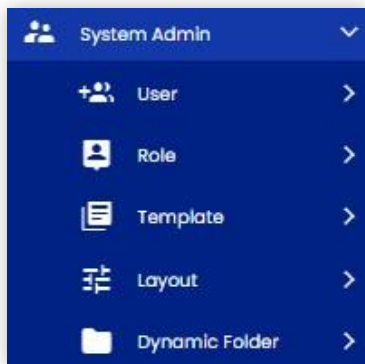 System Admin
User
Role
Template
Layout
Dynamic Folder